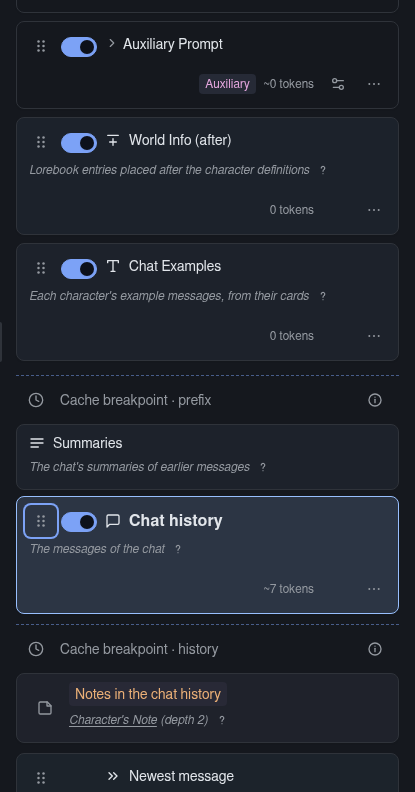 Auxiliary Prompt
Auxiliary ~0 tokens
World Info (after)
Lorebook entries placed after the character definitions ?
0 tokens
Chat Examples
Each character's example messages, from their cards ?
0 tokens
Cache breakpoint · prefix
Summaries
The chat's summaries of earlier messages ?
Chat history
The messages of the chat ?
~7 tokens
Cache breakpoint · history
Notes in the chat history
Character's Note (depth 2) ?
Newest message